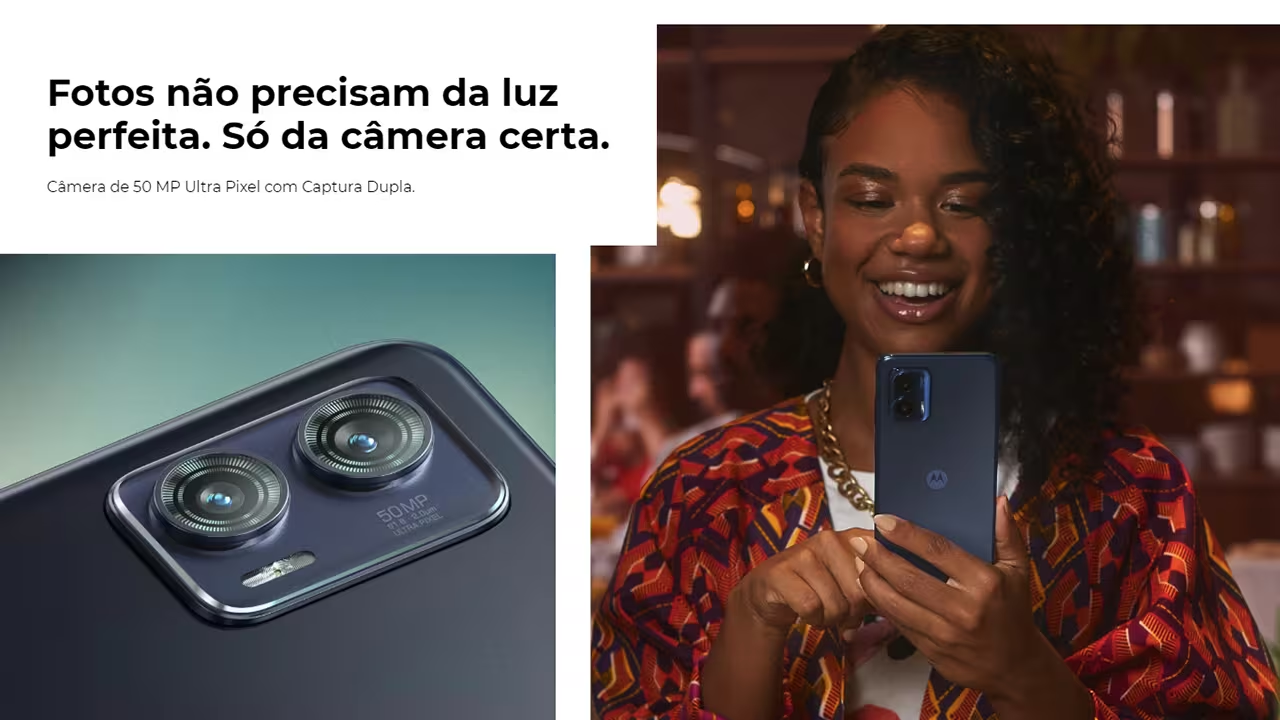 Fotos não precisam da luz
perfeita. Só da câmera certa.
Câmera de 50 MP Ultra Pixel com Captura Dupla.
50MP
ULTRA PIXEL